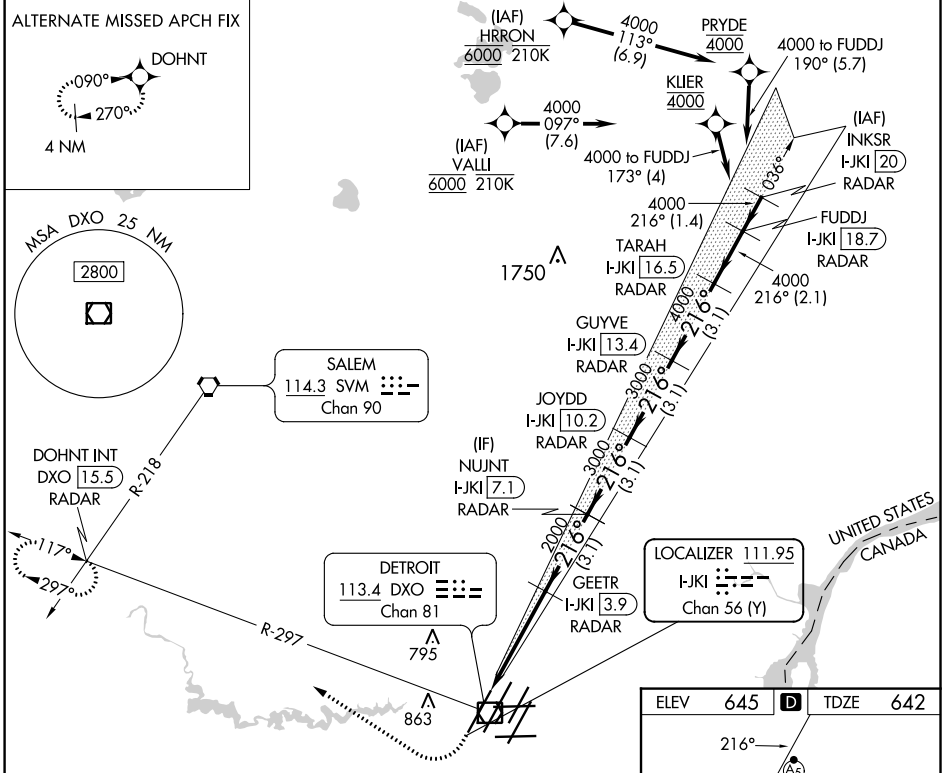 ALTERNATE MISSED APCH FIX
DOHNT
090°
270°
4 NM
(IAF)
HRRON
6000 210K
4000
113°
(6.9)
PRYDE
4000
4000 to FUDDJ
190° (5.7)
KLIER
4000
(IAF)
VALLI
6000 210K
4000
097°
(7.6)
4000 to FUDDJ
173° (4)
036°
(IAF)
INKSR
I-JKI 20
RADAR
4000
216° (1.4)
FUDDJ
I-JKI 18.7
RADAR
4000
216° (2.1)
MSA DXO 25 NM
2800
1750
TARAH
I-JKI 16.5
RADAR
4000
216°
(3.1)
GUYVE
I-JKI 13.4
RADAR
3000
216°
(3.1)
JOYDD
I-JKI 10.2
RADAR
3000
216°
(3.1)
(IF)
NUJNT
I-JKI 7.1
RADAR
2000
216°
(3.1)
GEETR
I-JKI 3.9
RADAR
SALEM
114.3 SVM
Chan 90
R-218
DOHNT INT
DXO 15.5
RADAR
117°
297°
R-297
DETROIT
113.4 DXO
Chan 81
LOCALIZER 111.95
I-JKI
Chan 56 (Y)
UNITED STATES
CANADA
795
863
ELEV 645 D TDZE 642
216°
A5